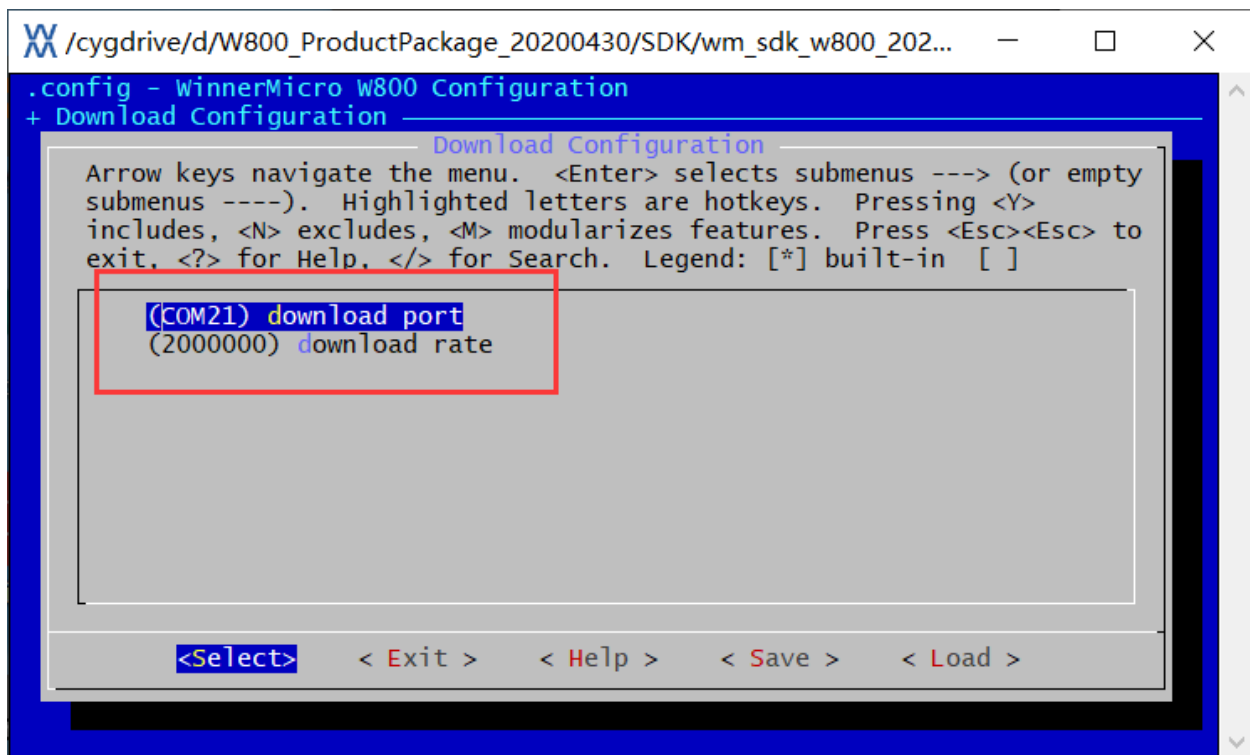 /cygdrive/d/W800_ProductPackage_20200430/SDK/wm_sdk_w800_202...
.config - WinnerMicro W800 Configuration
+ Download Configuration
Download Configuration
Arrow keys navigate the menu.  <Enter> selects submenus ---> (or empty
submenus ----).  Highlighted letters are hotkeys.  Pressing <Y>
includes, <N> excludes, <M> modularizes features.  Press <Esc><Esc> to
exit, <?> for Help, </> for Search.  Legend: [*] built-in  [ ]
(COM21) download port
(2000000) download rate
<Select>    < Exit >    < Help >    < Save >    < Load >